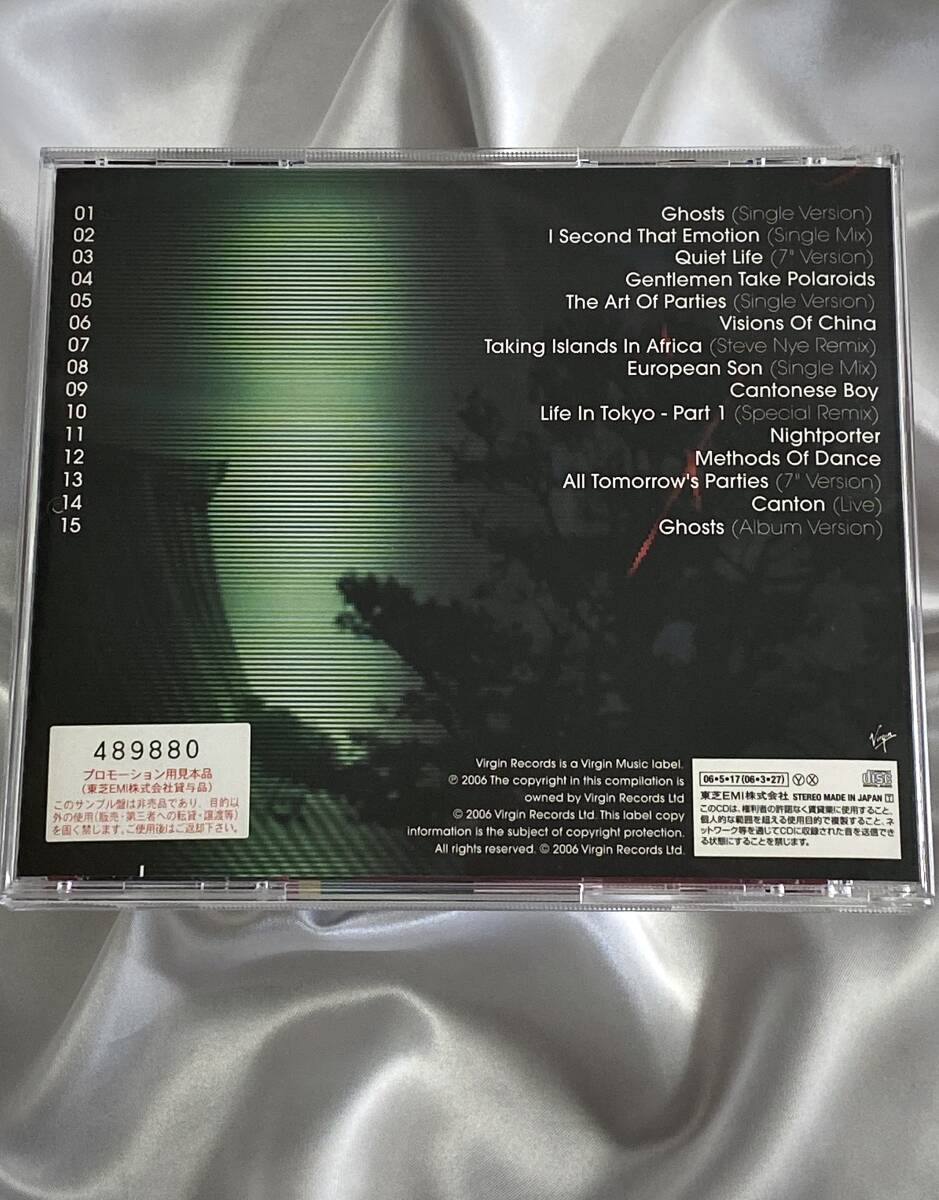 01 Ghosts (Single Version)
02 I Second That Emotion (Single Mix)
03 Quiet Life (7" Version)
04 Gentlemen Take Polaroids
05 The Art Of Parties (Single Version)
06 Visions Of China
07 Taking Islands In Africa (Steve Nye Remix)
08 European Son (Single Mix)
09 Cantonese Boy
10 Life In Tokyo - Part 1 (Special Remix)
11 Nightporter
12 Methods Of Dance
13 All Tomorrow's Parties (7" Version)
14 Canton (Live)
15 Ghosts (Album Version)
489880
プロモーション用見本品
(東芝EMI株式会社貸与品)
このサンプル盤は非売品であり、目的以
外の使用(販売・第三者への転貸・譲渡等)
を固く禁じます。ご使用後はご返却下さい。
Virgin Records is a Virgin Music label.
℗ 2006 The copyright in this compilation is
owned by Virgin Records Ltd
© 2006 Virgin Records Ltd. This label copy
information is the subject of copyright protection.
All rights reserved. © 2006 Virgin Records Ltd.
Virgin
06•5•17(06•3•27) Ⓨ Ⓧ disc
東芝EMI株式会社 STEREO MADE IN JAPAN T
このCDは、権利者の許諾なく賃貸業に使用すること、
個人的な範囲を超える使用目的で複製すること、ネ
ットワーク等を通じてCDに収録された音を送信でき
る状態にすることを禁じます。